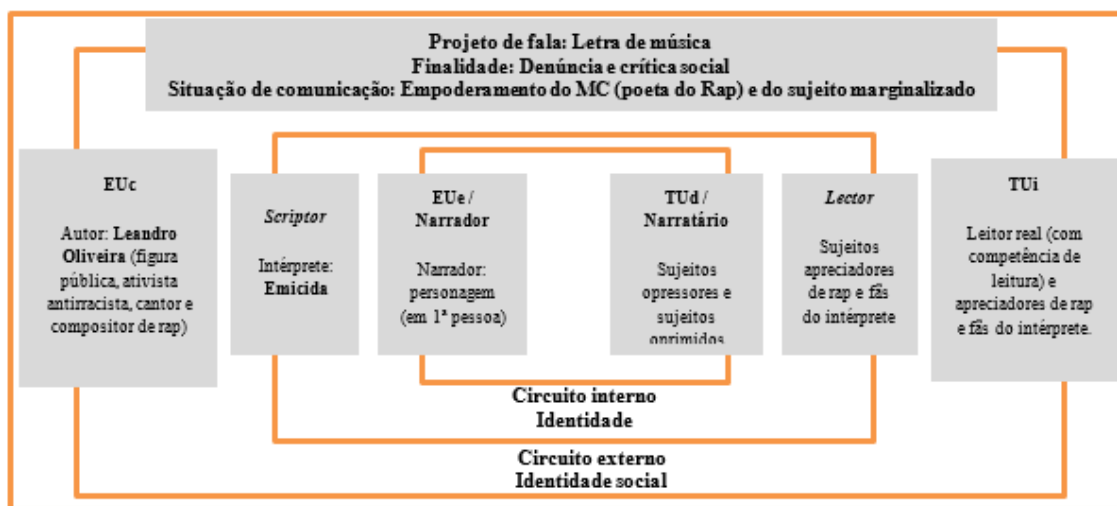 Projeto de fala: Letra de música
Finalidade: Denúncia e crítica social
Situação de comunicação: Empoderamento do MC (poeta do Rap) e do sujeito marginalizado
EUc
Autor: Leandro
Oliveira (figura
pública, ativista
antirracista, cantor e
compositor de rap)
Scriptor
Intérprete:
Emicida
EUe /
Narrador
Narrador:
personagem
(em 1ª pessoa)
TUd /
Narratário
Sujeitos
opressores e
sujeitos
oprimidos
Lector
Sujeitos
apreciadores
de rap e fãs
do intérprete
TUi
Leitor real (com
competência de
leitura) e
apreciadores de rap
e fãs do intérprete.
Circuito interno
Identidade
Circuito externo
Identidade social